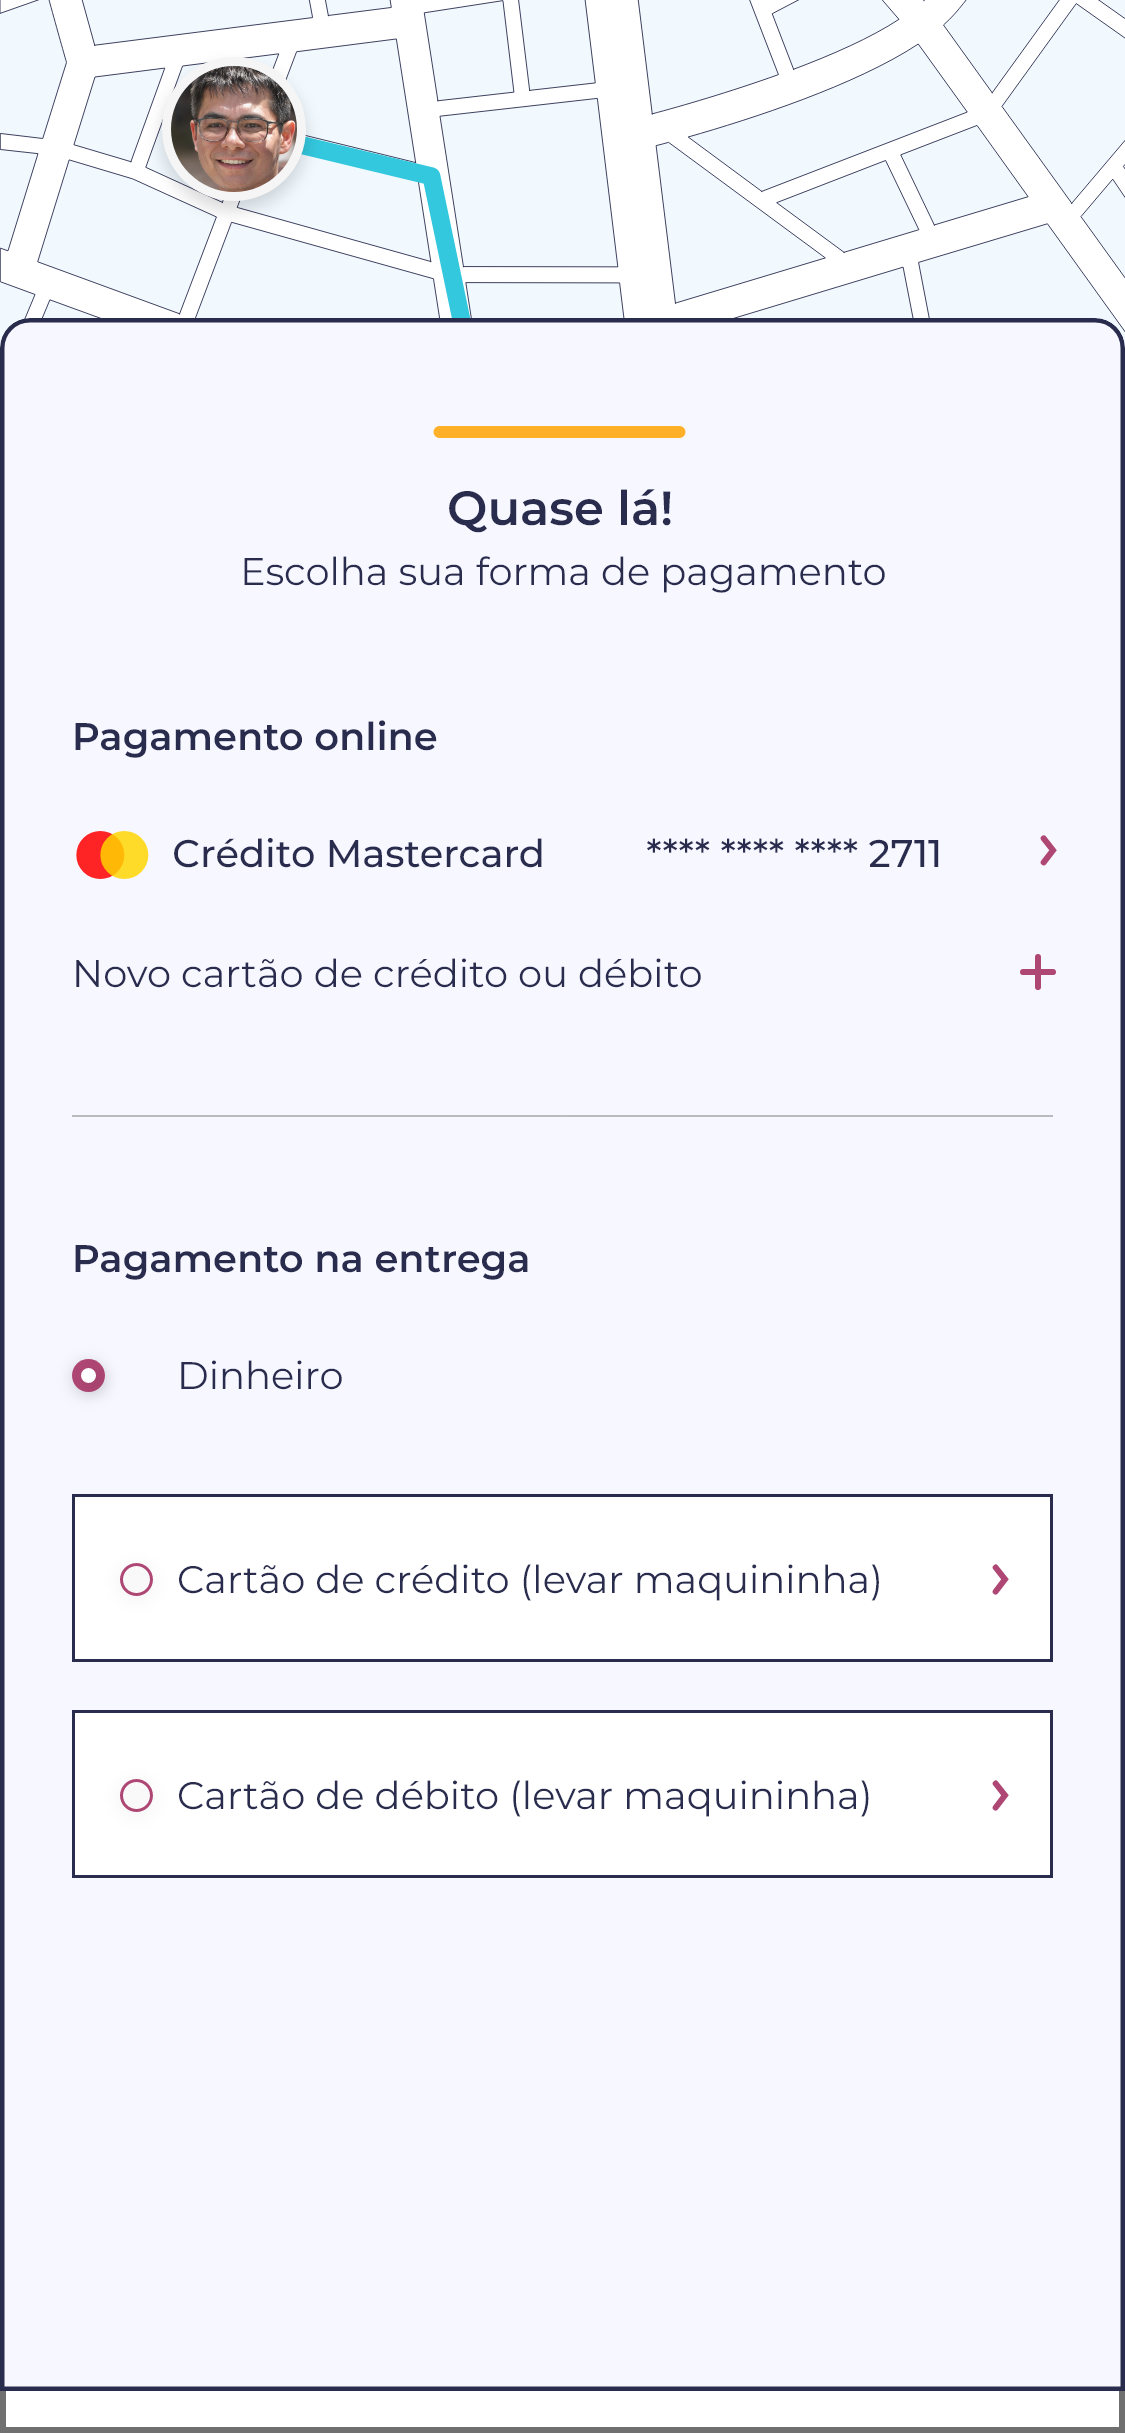 Quase lá!
Escolha sua forma de pagamento
Pagamento online
Crédito Mastercard **** **** **** 2711
Novo cartão de crédito ou débito
Pagamento na entrega
Dinheiro
Cartão de crédito (levar maquininha)
Cartão de débito (levar maquininha)